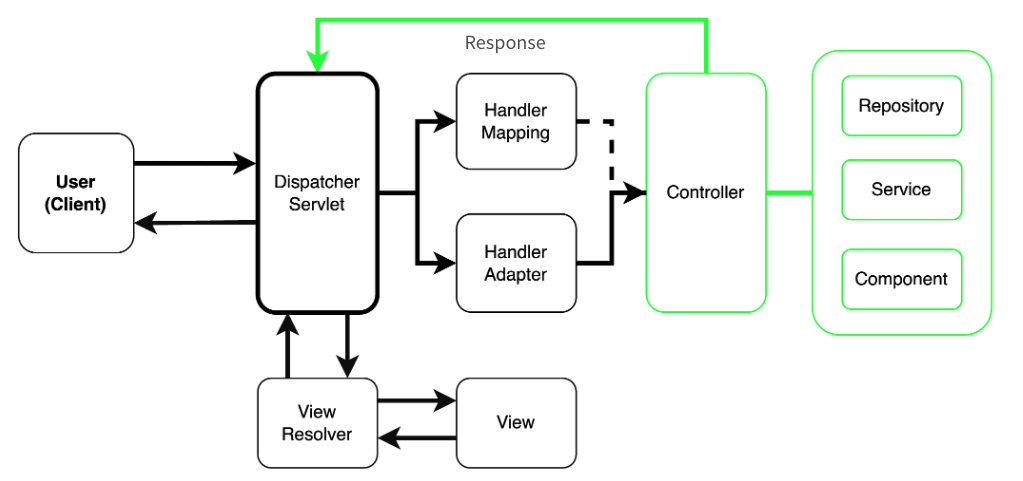 Response
User
(Client)
Dispatcher
Servlet
Handler
Mapping
Handler
Adapter
Controller
Repository
Service
Component
View
Resolver
View